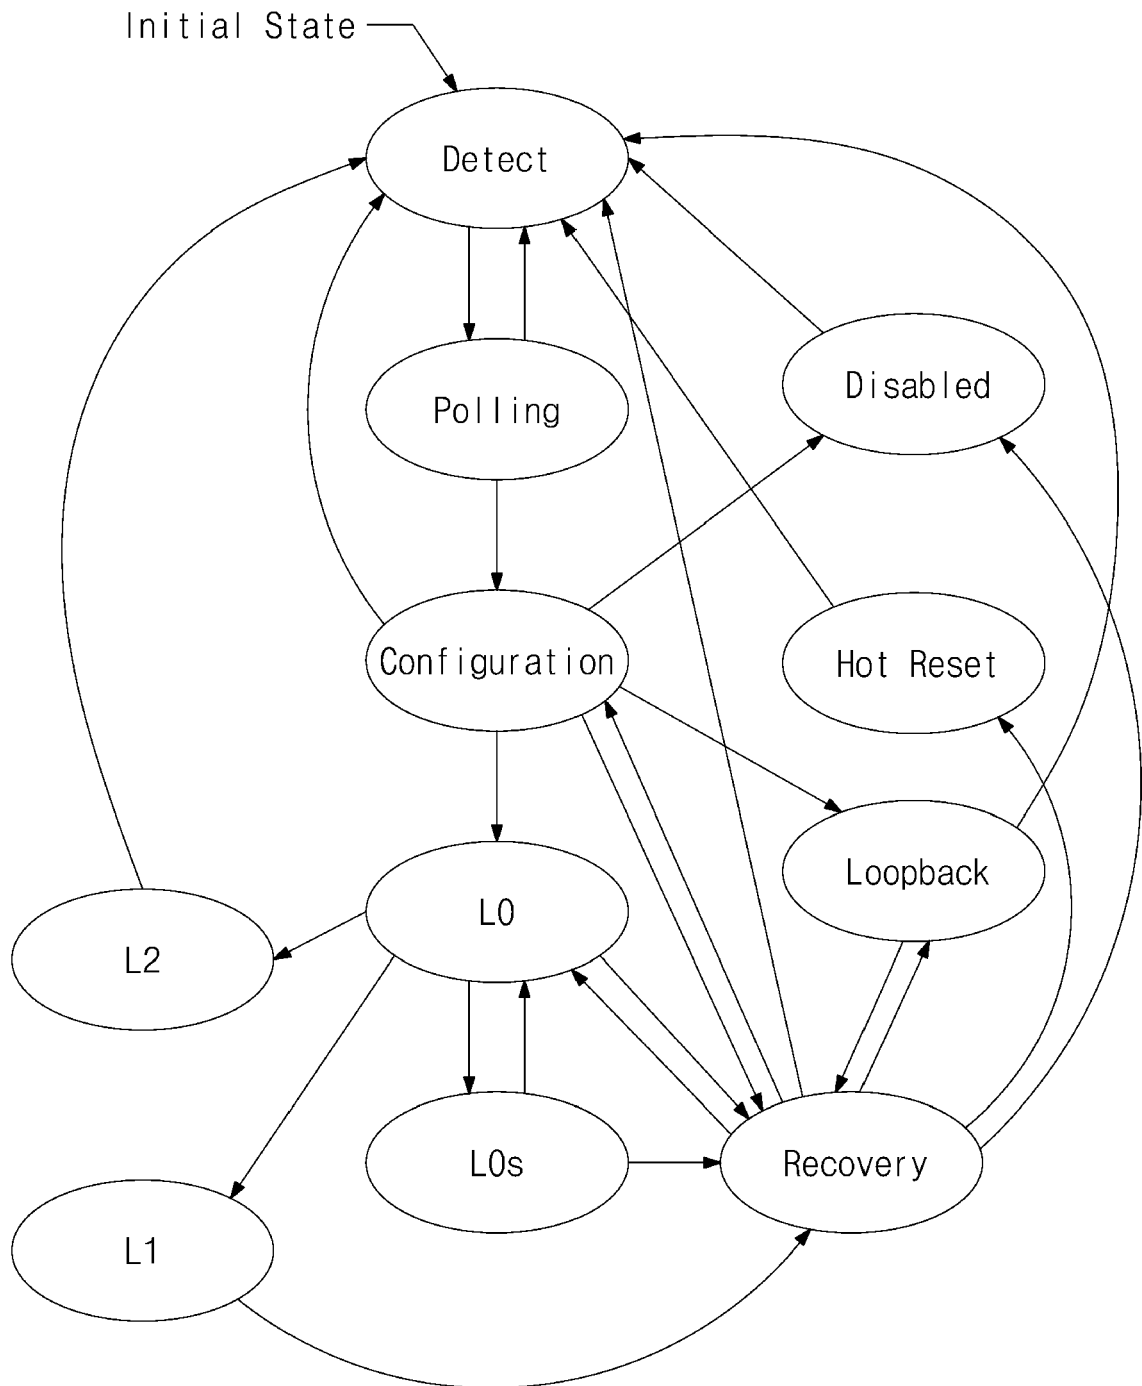 Initial State
Detect
Polling
Disabled
Configuration
Hot Reset
Loopback
L0
L2
L0s
Recovery
L1